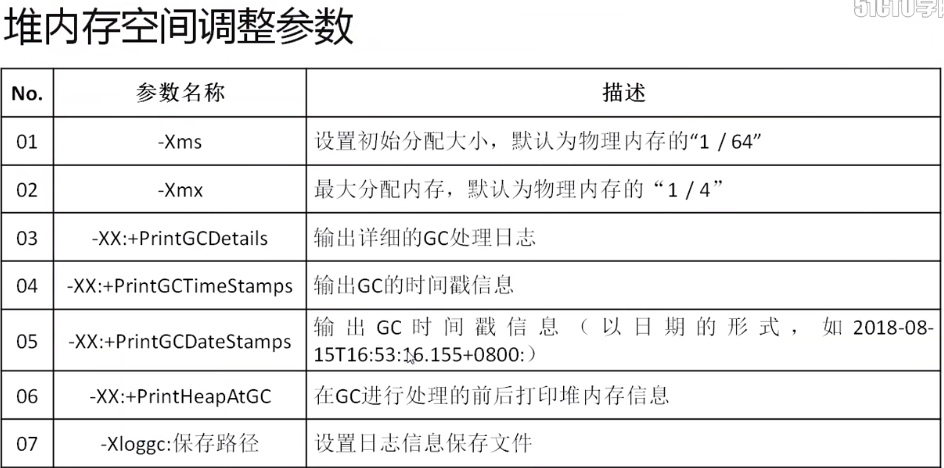 51CTO学
堆内存空间调整参数
No. 参数名称 描述
01 -Xms 设置初始分配大小，默认为物理内存的“1 / 64”
02 -Xmx 最大分配内存，默认为物理内存的“1 / 4”
03 -XX:+PrintGCDetails 输出详细的GC处理日志
04 -XX:+PrintGCTimeStamps 输出GC的时间戳信息
05 -XX:+PrintGCDateStamps 输出GC时间戳信息（以日期的形式，如2018-08-
15T16:53:16.155+0800:）
06 -XX:+PrintHeapAtGC 在GC进行处理的前后打印堆内存信息
07 -Xloggc:保存路径 设置日志信息保存文件